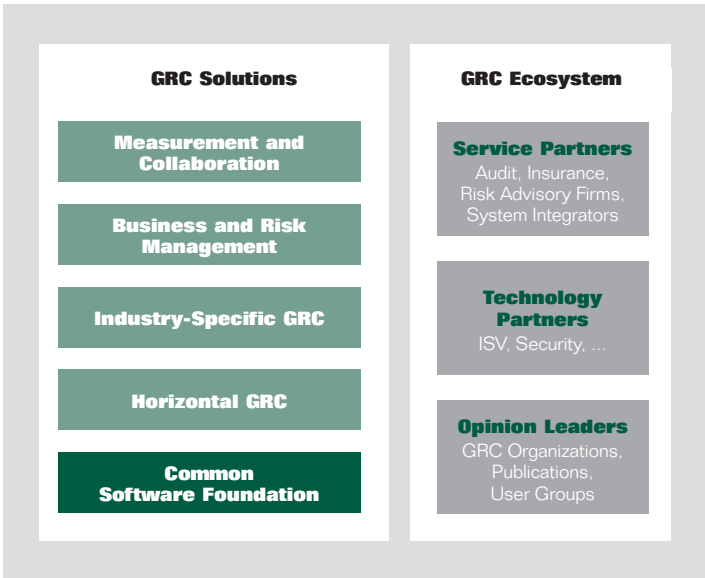 GRC Solutions
Measurement and
Collaboration
Business and Risk
Management
Industry-Specific GRC
Horizontal GRC
Common
Software Foundation
GRC Ecosystem
Service Partners
Audit, Insurance,
Risk Advisory Firms,
System Integrators
Technology
Partners
ISV, Security, ...
Opinion Leaders
GRC Organizations,
Publications,
User Groups